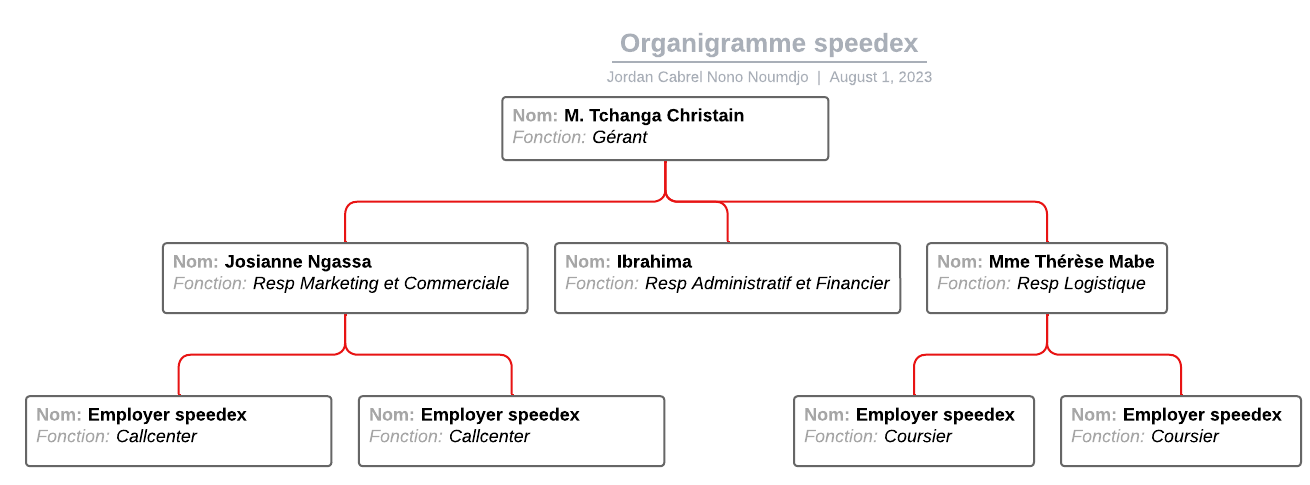 Organigramme speedex
Jordan Cabrel Nono Noumdjo | August 1, 2023
Nom: M. Tchanga Christain
Fonction: Gérant
Nom: Josianne Ngassa
Fonction: Resp Marketing et Commerciale
Nom: Ibrahima
Fonction: Resp Administratif et Financier
Nom: Mme Thérèse Mabe
Fonction: Resp Logistique
Nom: Employer speedex
Fonction: Callcenter
Nom: Employer speedex
Fonction: Callcenter
Nom: Employer speedex
Fonction: Coursier
Nom: Employer speedex
Fonction: Coursier